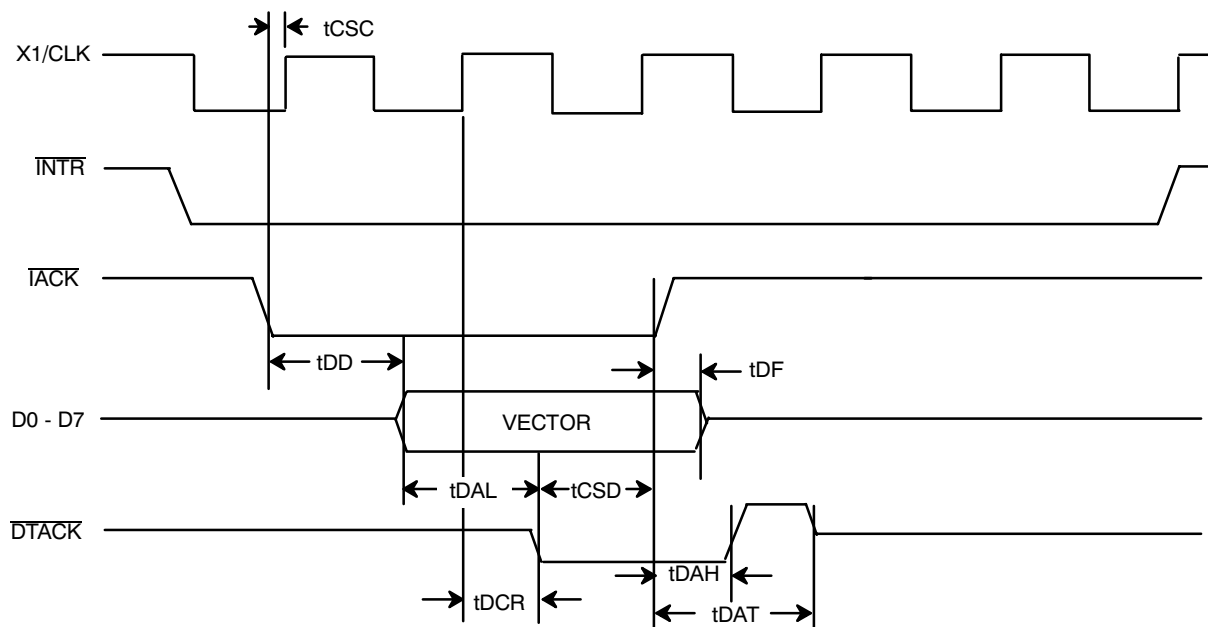 tCSC
X1/CLK
INTR
IACK
tDD
tDF
D0 - D7
VECTOR
tDAL
tCSD
DTACK
tDAH
tDCR
tDAT